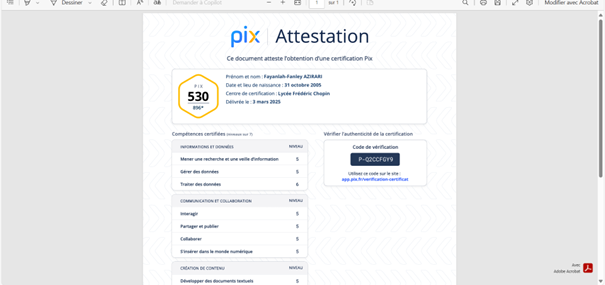 Dessiner
Demander à Copilot
1 sur 1
Modifier avec Acrobat
pix Attestation
Ce document atteste l'obtention d'une certification Pix
PIX
530
896*
Prénom et nom : Fayanlah-Fanley AZIRARI
Date et lieu de naissance : 31 octobre 2005
Centre de certification : Lycée Frédéric Chopin
Délivrée le : 3 mars 2025
Compétences certifiées (niveaux sur 7)
INFORMATIONS ET DONNÉES NIVEAU
Mener une recherche et une veille d'information 5
Gérer des données 5
Traiter des données 6
COMMUNICATION ET COLLABORATION NIVEAU
Interagir 5
Partager et publier 5
Collaborer 5
S'insérer dans le monde numérique 5
CRÉATION DE CONTENU NIVEAU
Développer des documents textuels 5
Vérifier l'authenticité de la certification
Code de vérification
P-Q2CCFGY9
Utilisez ce code sur le site :
app.pix.fr/verification-certificat
Avec
Adobe Acrobat